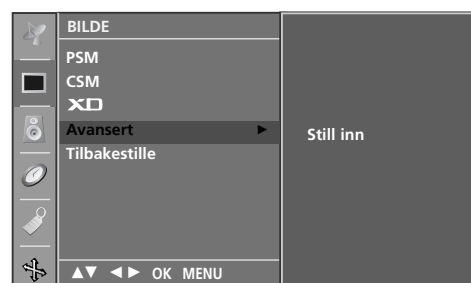 BILDE
PSM
CSM
XD
Avansert ►
Still inn
Tilbakestille
▲▼ ◄► OK MENU